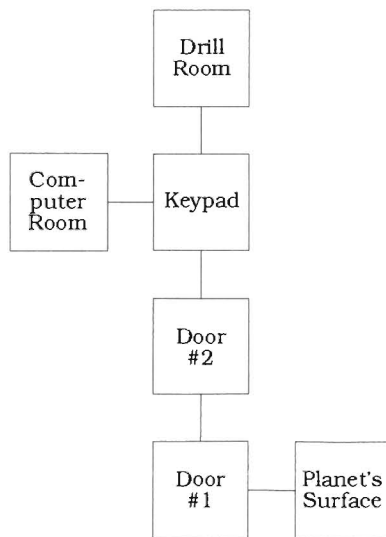 Drill
Room
Com-
puter
Room
Keypad
Door
#2
Door
#1
Planet's
Surface